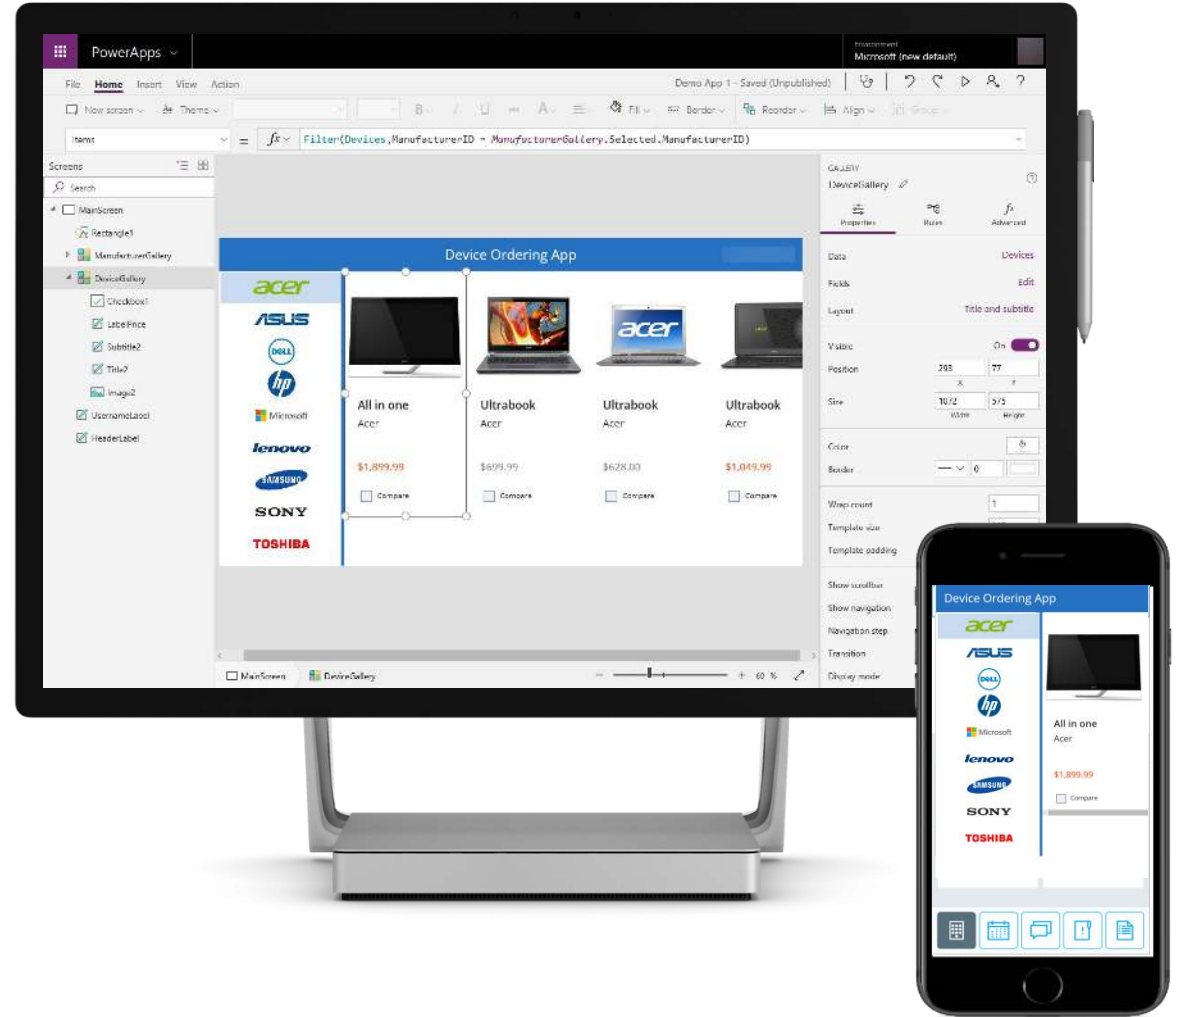 PowerApps
Environment
Microsoft (new default)
File Home Insert View Action
Demo App 1 - Saved (Unpublished)
New screen Theme B I U A Fill Border Reorder Align Group
Items = fx Filter(Devices,ManufacturerID = ManufacturerGallery.Selected.ManufacturerID)
Screens
Search
MainScreen
Rectangle1
ManufacturerGallery
DeviceGallery
Checkbox1
LabelPrice
Subtitle2
Title2
Image2
UsernameLabel
HeaderLabel
Device Ordering App
acer
ASUS
DELL
hp
Microsoft
lenovo
SAMSUNG
SONY
TOSHIBA
acer
All in one
Acer
$1,899.99
Compare
Ultrabook
Acer
$699.99
Compare
Ultrabook
Acer
$628.00
Compare
Ultrabook
Acer
$1,049.99
Compare
MainScreen DeviceGallery
60 %
GALLERY
DeviceGallery
Properties Rules Advanced
Data Devices
Fields Edit
Layout Title and subtitle
Visible On
Position 293 77
X Y
Size 1072 575
Width Height
Color
Border 0
Wrap count 1
Template size
Template padding
Show scrollbar
Show navigation
Navigation step
Transition
Display mode
Device Ordering App
acer
ASUS
DELL
hp
Microsoft
lenovo
SAMSUNG
SONY
TOSHIBA
All in one
Acer
$1,899.99
Compare